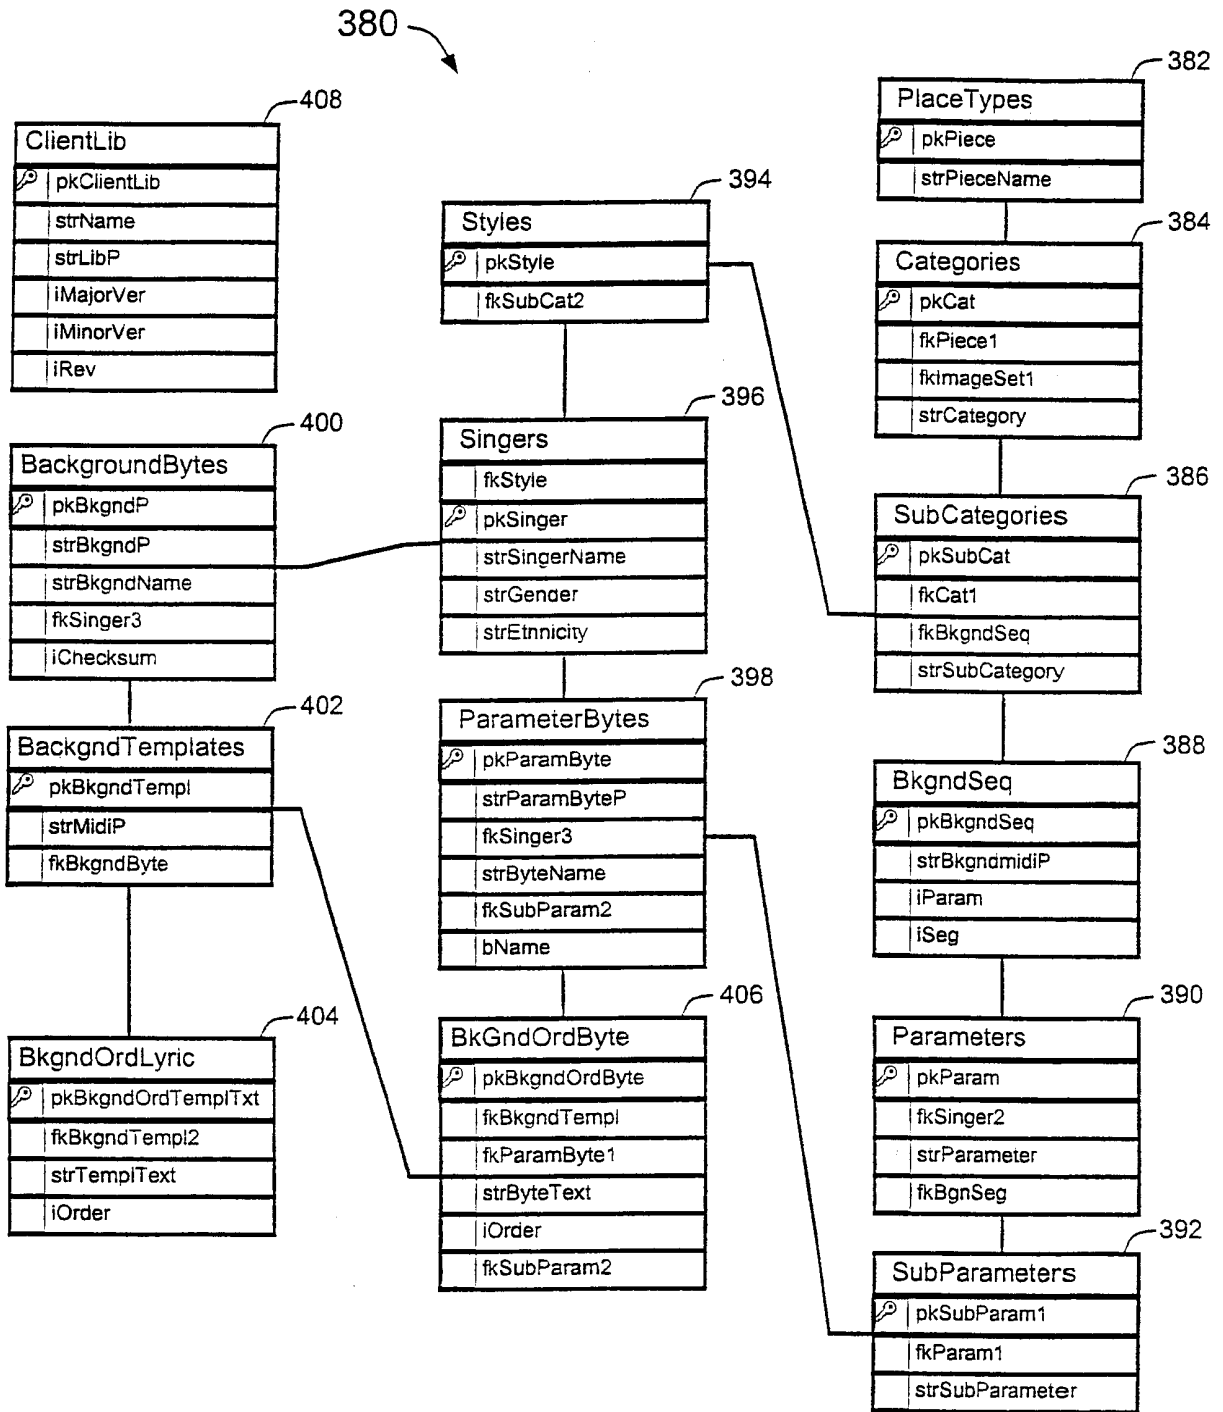 380
408
ClientLib
pkClientLib
strName
strLibP
iMajorVer
iMinorVer
iRev
400
BackgroundBytes
pkBkgndP
strBkgndP
strBkgndName
fkSinger3
iChecksum
402
BackgndTemplates
pkBkgndTempl
strMidiP
fkBkgndByte
404
BkgndOrdLyric
pkBkgndOrdTemplTxt
fkBkgndTempl2
strTemplText
iOrder
394
Styles
pkStyle
fkSubCat2
396
Singers
fkStyle
pkSinger
strSingerName
strGender
strEtnnicity
398
ParameterBytes
pkParamByte
strParamByteP
fkSinger3
strByteName
fkSubParam2
bName
406
BkGndOrdByte
pkBkgndOrdByte
fkBkgndTempl
fkParamByte1
strByteText
iOrder
fkSubParam2
382
PlaceTypes
pkPiece
strPieceName
384
Categories
pkCat
fkPiece1
fkImageSet1
strCategory
386
SubCategories
pkSubCat
fkCat1
fkBkgndSeq
strSubCategory
388
BkgndSeq
pkBkgndSeq
strBkgndmidiP
iParam
iSeg
390
Parameters
pkParam
fkSinger2
strParameter
fkBgnSeg
392
SubParameters
pkSubParam1
fkParam1
strSubParameter